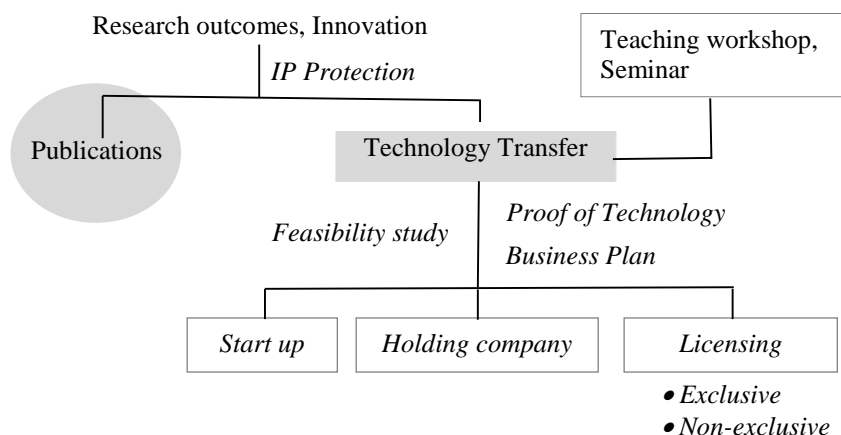 Research outcomes, Innovation
Teaching workshop,
Seminar
IP Protection
Publications
Technology Transfer
Feasibility study
Proof of Technology
Business Plan
Start up
Holding company
Licensing
• Exclusive
• Non-exclusive